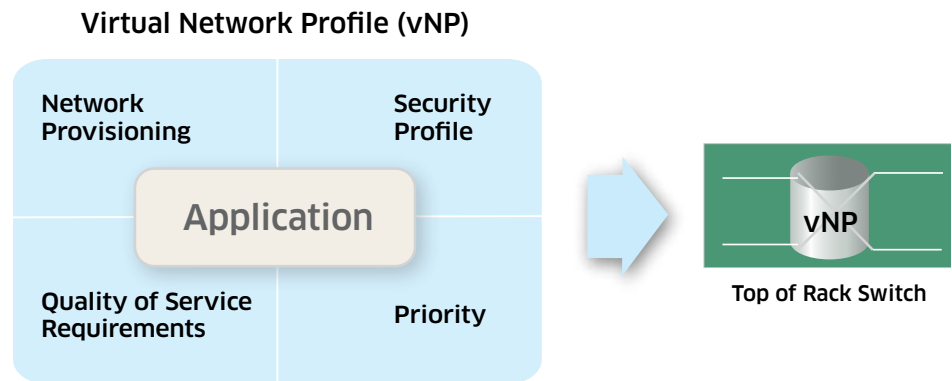 Virtual Network Profile (vNP)
Network
Provisioning
Security
Profile
Application
Quality of Service
Requirements
Priority
vNP
Top of Rack Switch